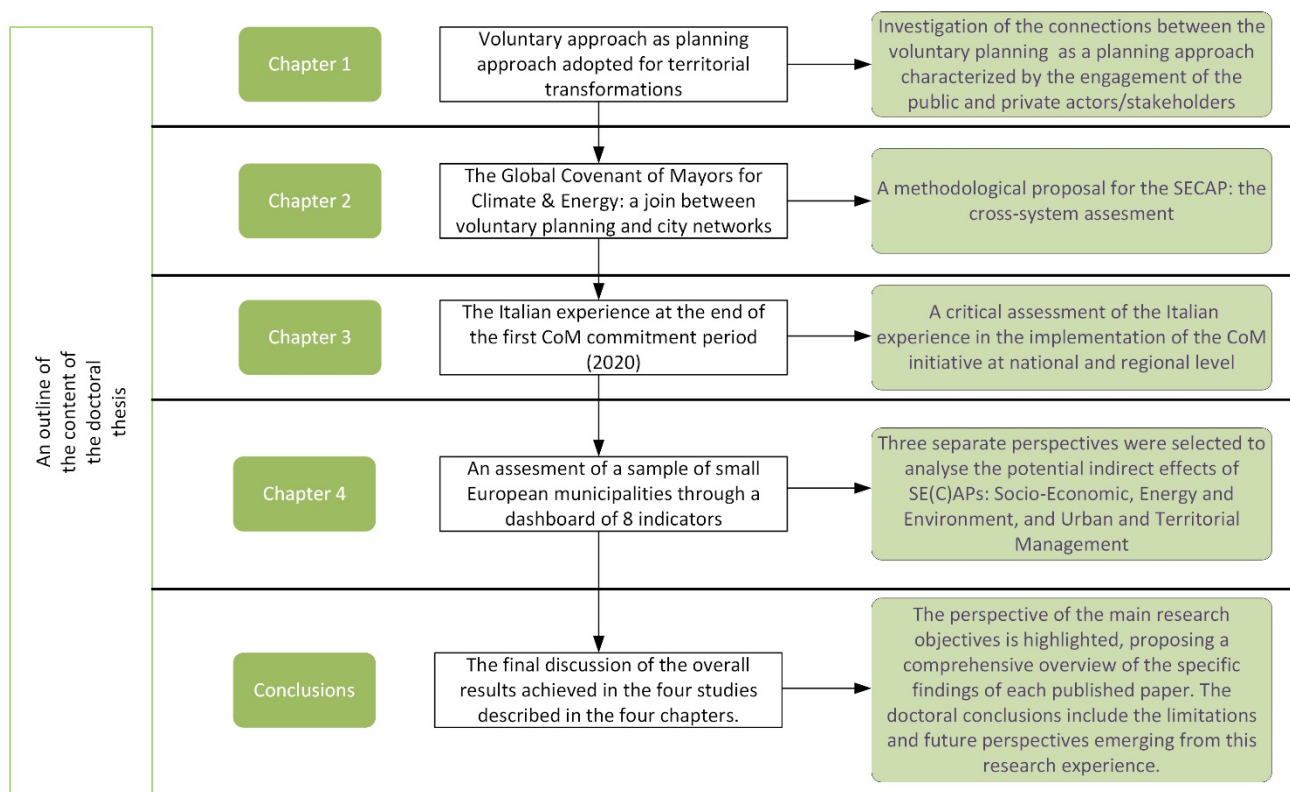 An outline of
the content of
the doctoral
thesis
Chapter 1
Voluntary approach as planning
approach adopted for territorial
transformations
Investigation of the connections between the
voluntary planning as a planning approach
characterized by the engagement of the
public and private actors/stakeholders
Chapter 2
The Global Covenant of Mayors for
Climate & Energy: a join between
voluntary planning and city networks
A methodological proposal for the SECAP: the
cross-system assesment
Chapter 3
The Italian experience at the end of
the first CoM commitment period
(2020)
A critical assessment of the Italian
experience in the implementation of the CoM
initiative at national and regional level
Chapter 4
An assesment of a sample of small
European municipalities through a
dashboard of 8 indicators
Three separate perspectives were selected to
analyse the potential indirect effects of
SE(C)APs: Socio-Economic, Energy and
Environment, and Urban and Territorial
Management
Conclusions
The final discussion of the overall
results achieved in the four studies
described in the four chapters.
The perspective of the main research
objectives is highlighted, proposing a
comprehensive overview of the specific
findings of each published paper. The
doctoral conclusions include the limitations
and future perspectives emerging from this
research experience.